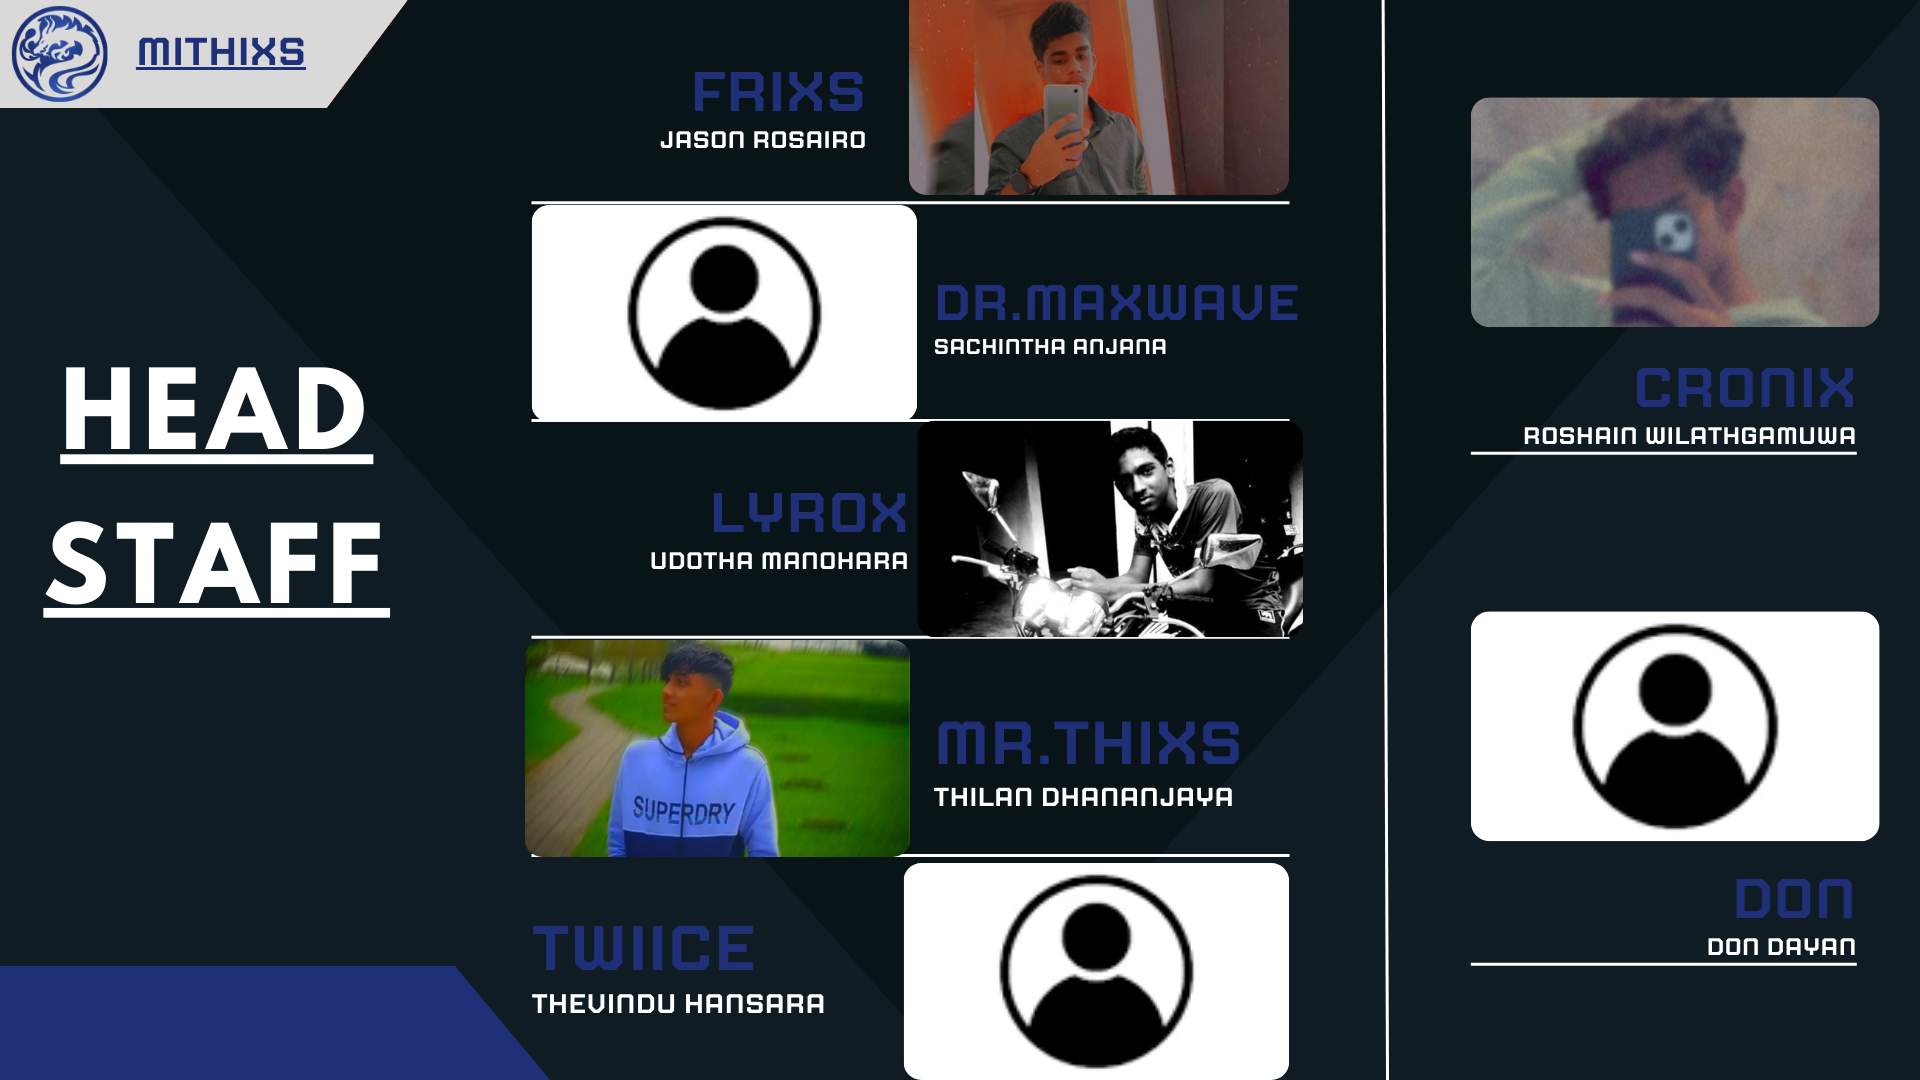 MITHIXS
HEAD
STAFF
FRIXS
JASON ROSAIRO
DR.MAXWAVE
SACHINTHA ANJANA
LYROX
UDOTHA MANOHARA
SUPERDRY
MR.THIXS
THILAN DHANANJAYA
TWIICE
THEVINDU HANSARA
CRONIX
ROSHAIN WILATHGAMUWA
DON
DON DAYAN